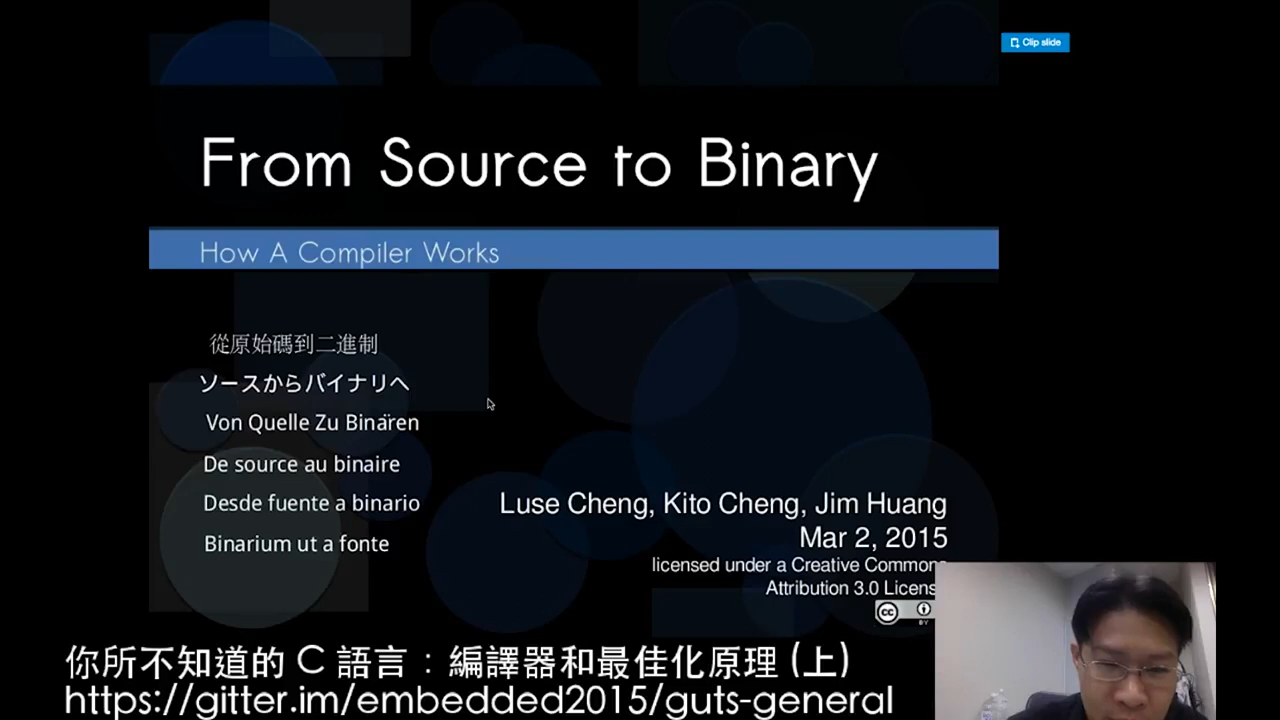 Clip slide
From Source to Binary
How A Compiler Works
從原始碼到二進制
ソースからバイナリへ
Von Quelle Zu Binären
De source au binaire
Desde fuente a binario
Binarium ut a fonte
Luse Cheng, Kito Cheng, Jim Huang
Mar 2, 2015
licensed under a Creative Commons
Attribution 3.0 Licens
cc
BY
你所不知道的 C 語言：編譯器和最佳化原理 (上)
https://gitter.im/embedded2015/guts-general